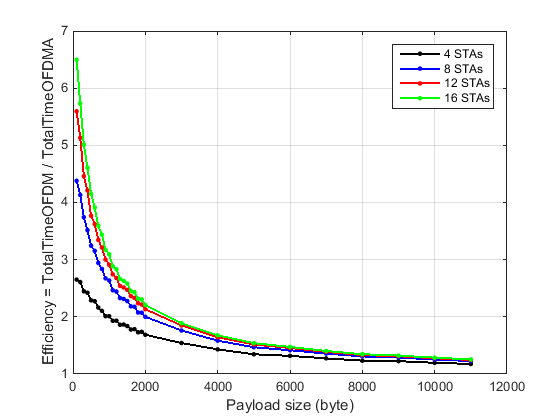 Efficiency = TotalTimeOFDM / TotalTimeOFDMA
7
6
5
4
3
2
1
4 STAs
8 STAs
12 STAs
16 STAs
0 2000 4000 6000 8000 10000 12000
Payload size (byte)